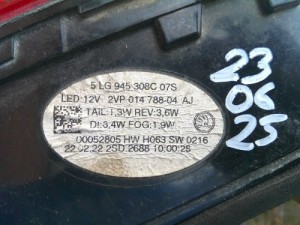 5LG 945 308C 07S
LED 12V 2VP 014 788-04 AJ
TAIL:1,3W REV:3,6W
DI:3,4W FOG:1,9W
00052805 HW H063 SW 0216
22.02.22 2SD 2688 10:00:28
23
06
25